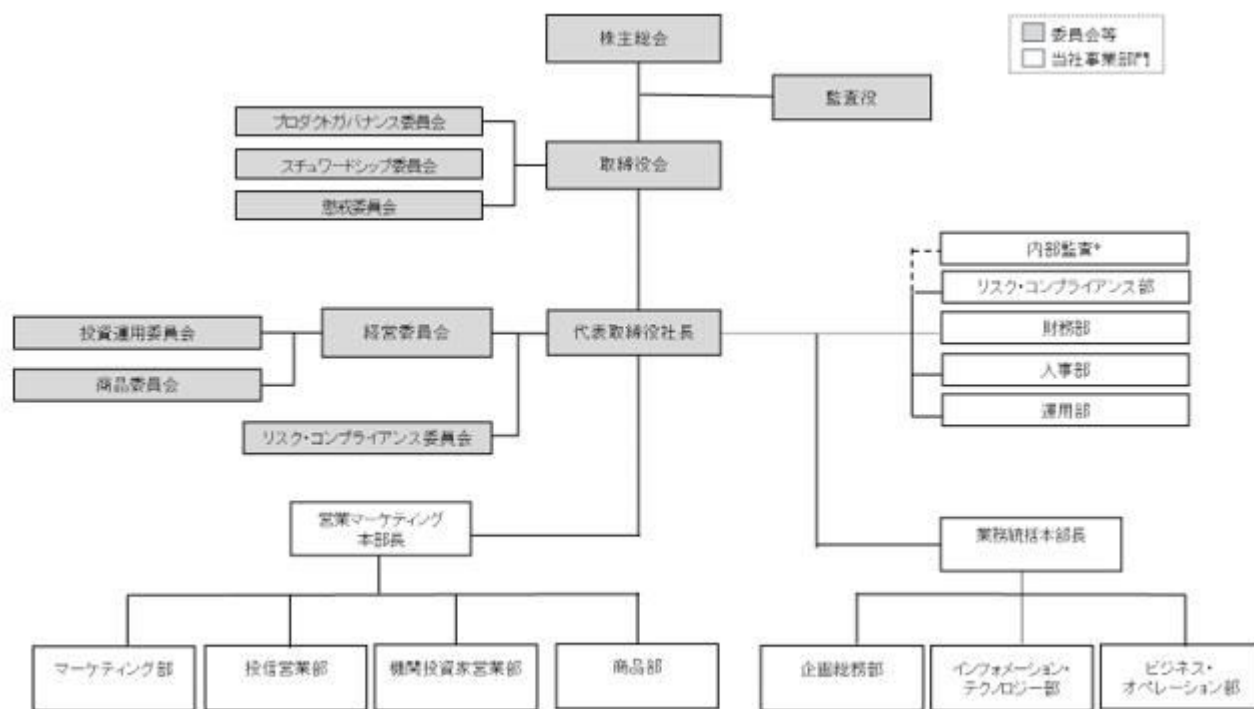 株主総会
委員会等
当社事業部門
監査役
プロダクトガバナンス委員会
スチュワードシップ委員会
懲戒委員会
取締役会
内部監査*
リスク・コンプライアンス部
財務部
人事部
運用部
投資運用委員会
商品委員会
経営委員会
代表取締役社長
リスク・コンプライアンス委員会
営業マーケティング
本部長
業務統括本部長
マーケティング部
投信営業部
機関投資家営業部
商品部
企画総務部
インフォメーション・
テクノロジー部
ビジネス・
オペレーション部